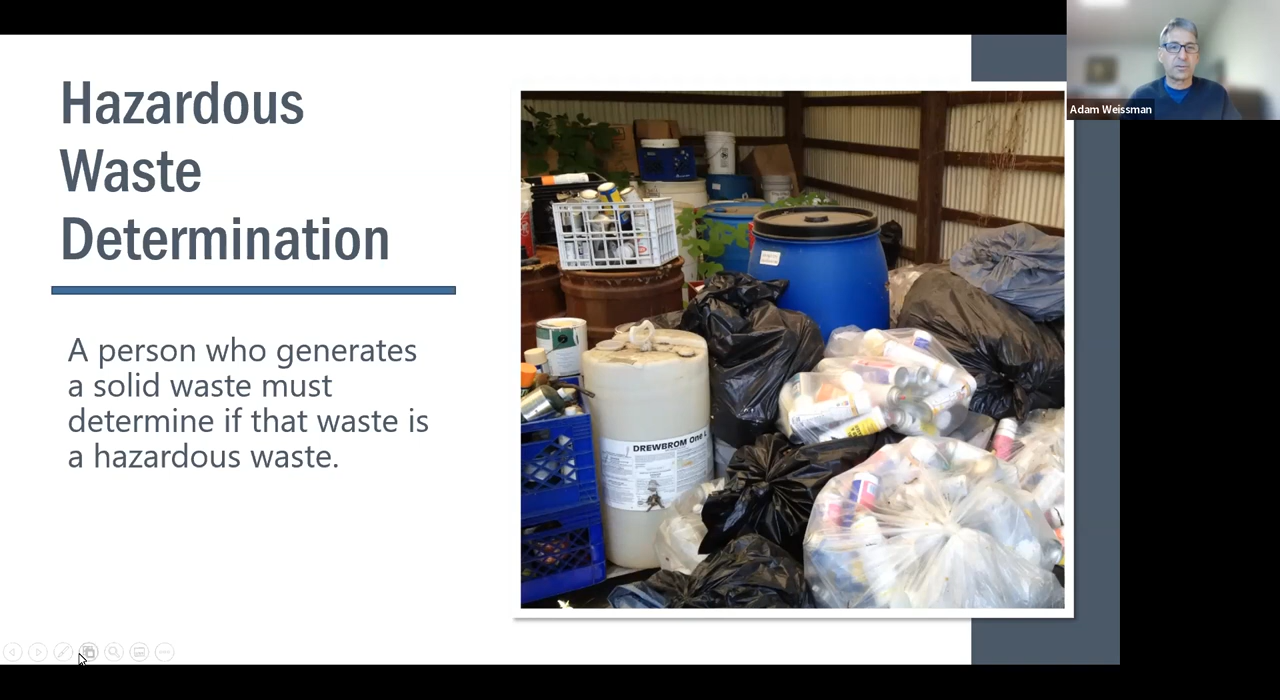 Hazardous
Waste
Determination
A person who generates
a solid waste must
determine if that waste is
a hazardous waste.
Adam Weissman
DREWBROM One L